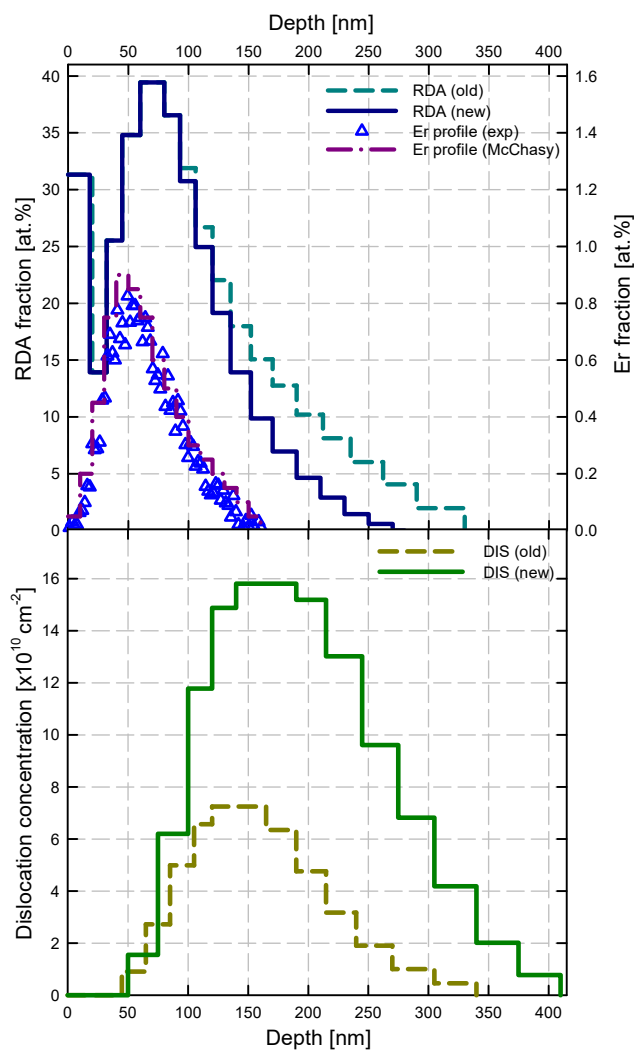 Depth [nm]
0 50 100 150 200 250 300 350 400
40 1.6
35 1.4
30 1.2
25 1.0
20 0.8
15 0.6
10 0.4
5 0.2
0 0.0
RDA fraction [at.%]
Er fraction [at.%]
RDA (old)
RDA (new)
Er profile (exp)
Er profile (McChasy)
DIS (old)
DIS (new)
16
14
12
10
8
6
4
2
0
Dislocation concentration [x10¹⁰ cm⁻²]
0 50 100 150 200 250 300 350 400
Depth [nm]